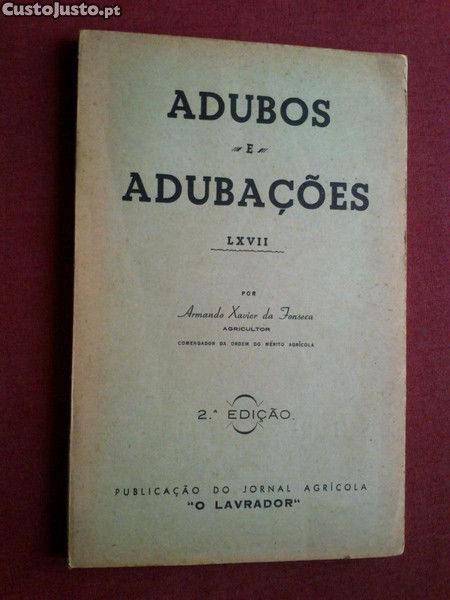 CustoJusto.pt
ADUBOS
E
ADUBAÇÕES
LXVII
POR
Armando Xavier da Fonseca
AGRICULTOR
COMENDADOR DA ORDEM DO MÉRITO AGRÍCOLA
2.ª EDIÇÃO
PUBLICAÇÃO DO JORNAL AGRÍCOLA
"O LAVRADOR"